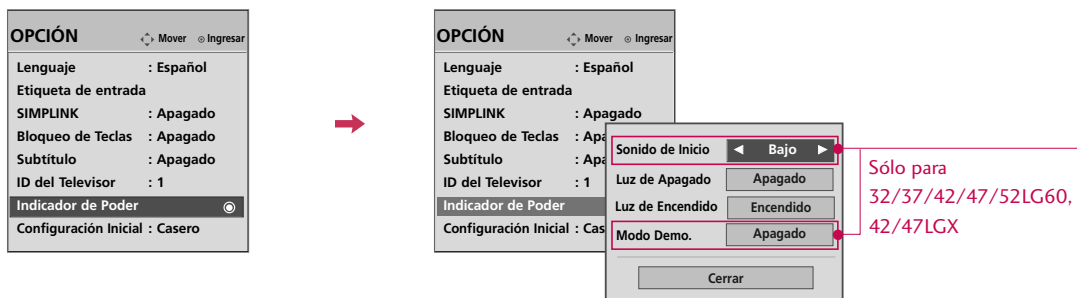 OPCIÓN Mover Ingresar
Lenguaje : Español
Etiqueta de entrada
SIMPLINK : Apagado
Bloqueo de Teclas : Apagado
Subtítulo : Apagado
ID del Televisor : 1
Indicador de Poder
Configuración Inicial : Casero
OPCIÓN Mover Ingresar
Lenguaje : Español
Etiqueta de entrada
SIMPLINK : Apagado
Bloqueo de Teclas : Apa
Subtítulo : Apa
ID del Televisor : 1
Indicador de Poder
Configuración Inicial : Cas
Sonido de Inicio ◀ Bajo ▶
Luz de Apagado Apagado
Luz de Encendido Encendido
Modo Demo. Apagado
Cerrar
Sólo para
32/37/42/47/52LG60,
42/47LGX